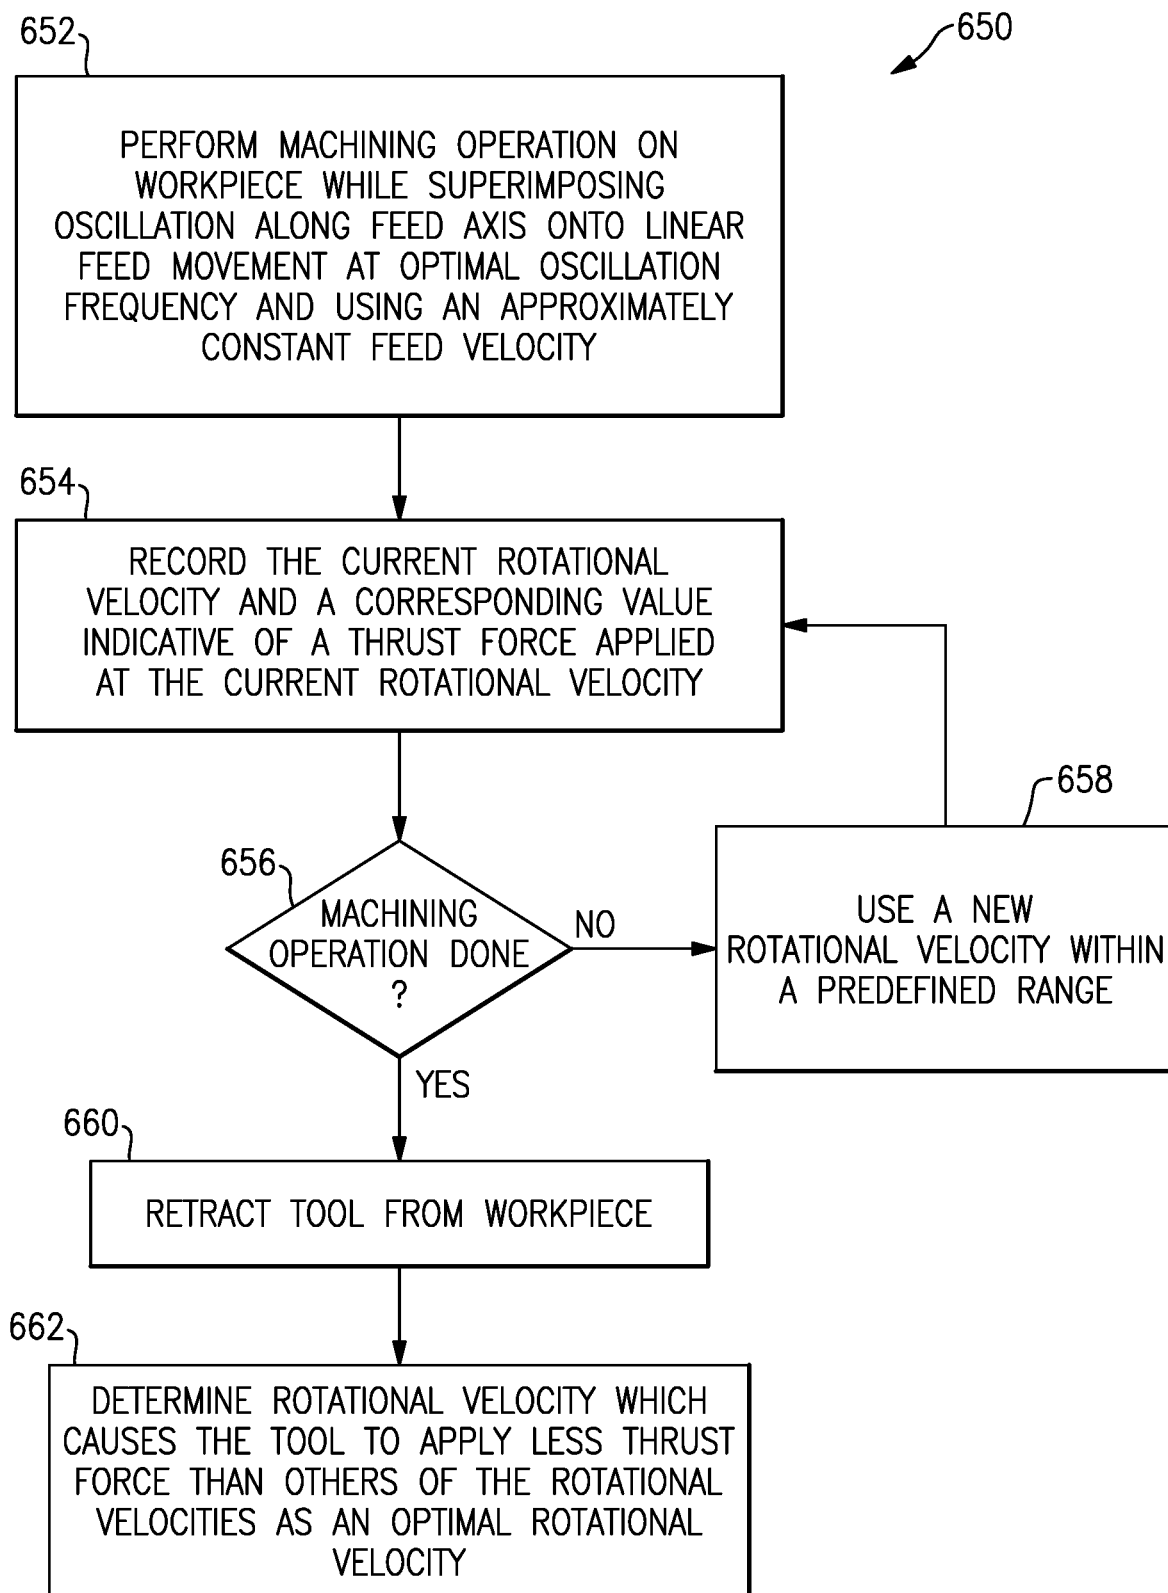 650
652
PERFORM MACHINING OPERATION ON
WORKPIECE WHILE SUPERIMPOSING
OSCILLATION ALONG FEED AXIS ONTO LINEAR
FEED MOVEMENT AT OPTIMAL OSCILLATION
FREQUENCY AND USING AN APPROXIMATELY
CONSTANT FEED VELOCITY
654
RECORD THE CURRENT ROTATIONAL
VELOCITY AND A CORRESPONDING VALUE
INDICATIVE OF A THRUST FORCE APPLIED
AT THE CURRENT ROTATIONAL VELOCITY
656
MACHINING
OPERATION DONE
?
NO
658
USE A NEW
ROTATIONAL VELOCITY WITHIN
A PREDEFINED RANGE
YES
660
RETRACT TOOL FROM WORKPIECE
662
DETERMINE ROTATIONAL VELOCITY WHICH
CAUSES THE TOOL TO APPLY LESS THRUST
FORCE THAN OTHERS OF THE ROTATIONAL
VELOCITIES AS AN OPTIMAL ROTATIONAL
VELOCITY